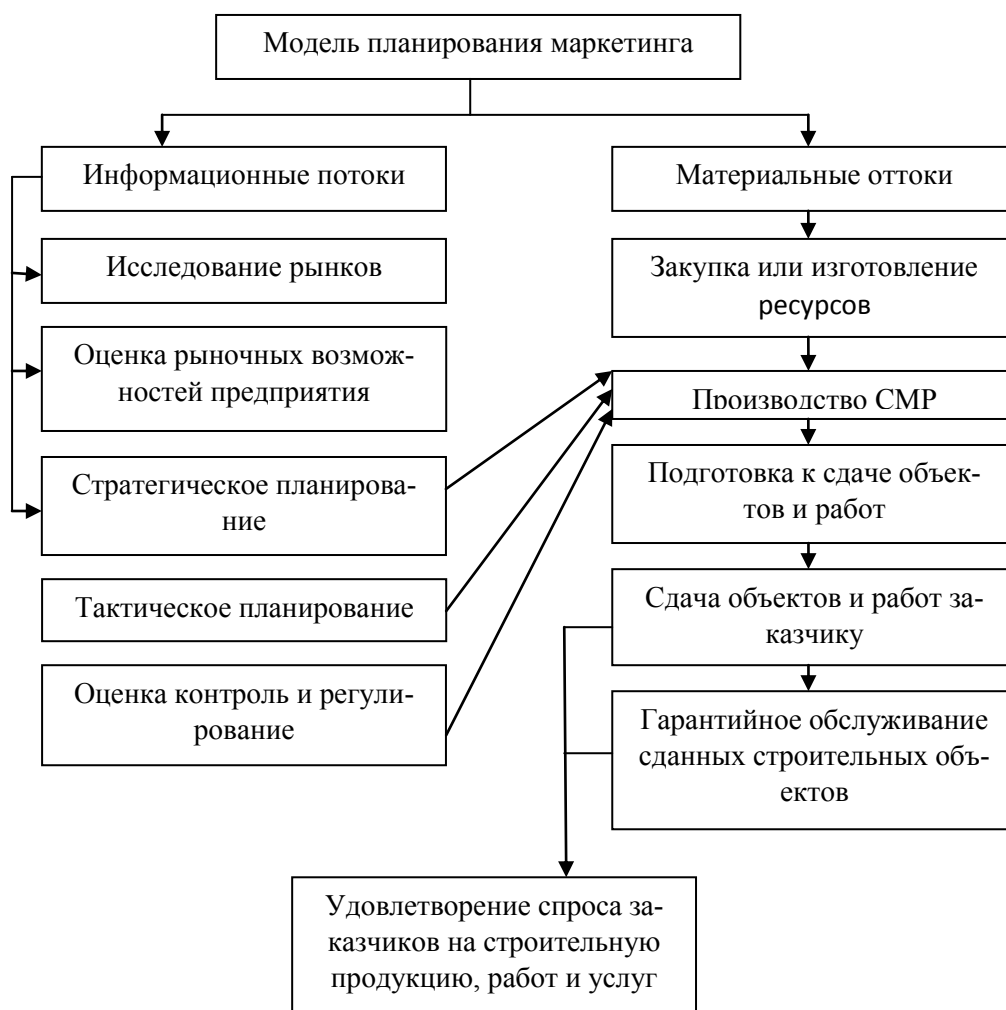 Модель планирования маркетинга
Информационные потоки
Материальные оттоки
Исследование рынков
Закупка или изготовление
ресурсов
Оценка рыночных возмож-
ностей предприятия
Производство СМР
Стратегическое планирова-
ние
Подготовка к сдаче объек-
тов и работ
Тактическое планирование
Сдача объектов и работ за-
казчику
Оценка контроль и регули-
рование
Гарантийное обслуживание
сданных строительных объ-
ектов
Удовлетворение спроса за-
казчиков на строительную
продукцию, работ и услуг